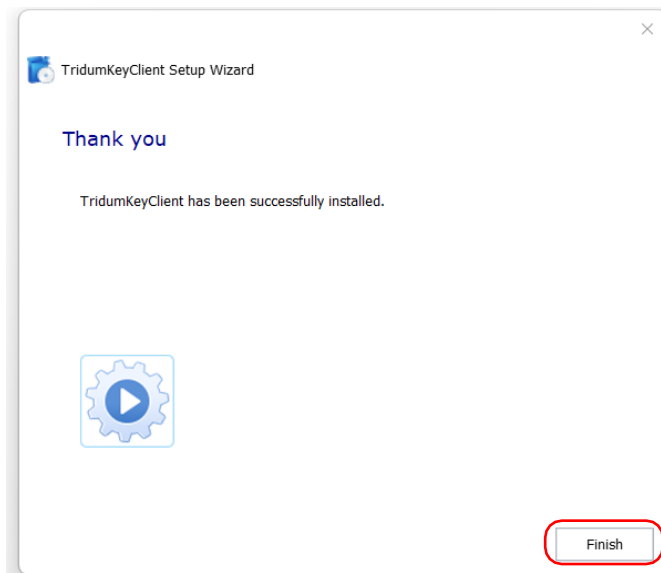 TridumKeyClient Setup Wizard
Thank you
TridumKeyClient has been successfully installed.
Finish